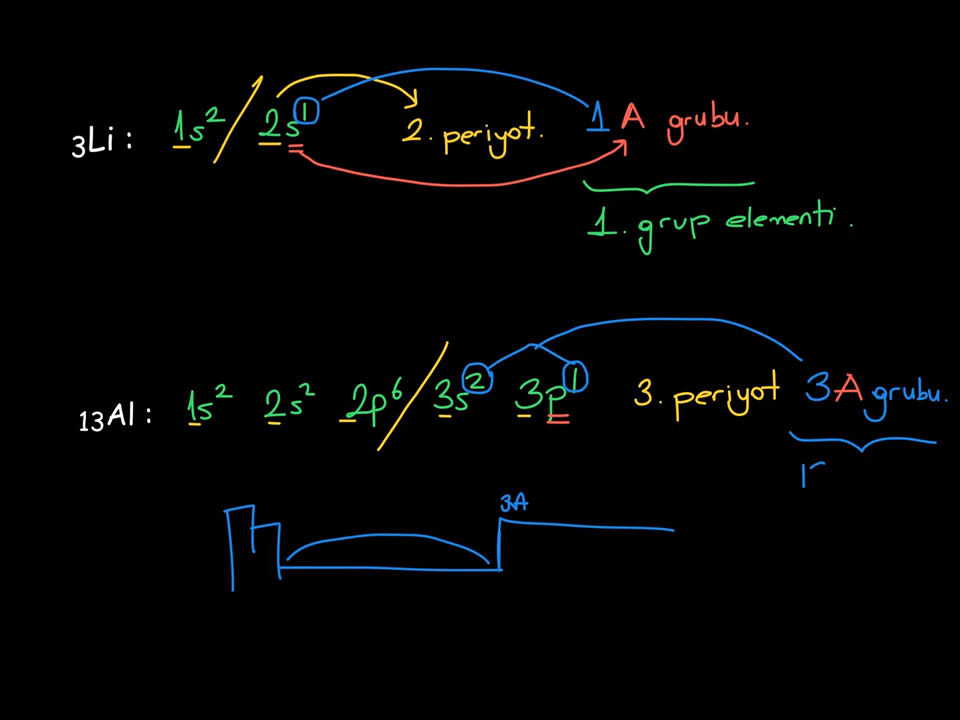 ₃Li : 1s² / 2s¹ 2. periyot. 1 A grubu.
1. grup elementi.
₁₃Al : 1s² 2s² 2p⁶ / 3s² 3p¹ 3. periyot 3A grubu.
3A